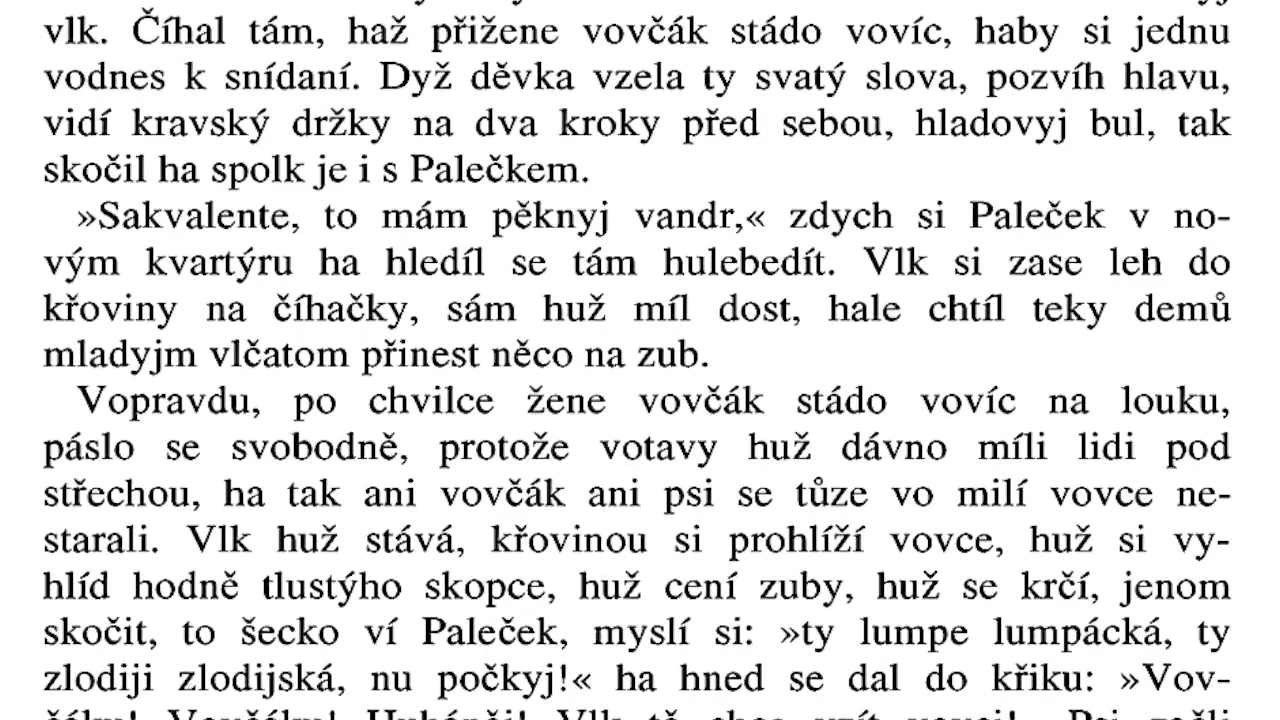 vlk. Číhal tám, haž přižene vovčák stádo vovíc, haby si jednu
vodnes k snídaní. Dyž děvka vzela ty svatý slova, pozvíh hlavu,
vidí kravský držky na dva kroky před sebou, hladovyj bul, tak
skočil ha spolk je i s Palečkem.
»Sakvalente, to mám pěknyj vandr,« zdych si Paleček v no-
vým kvartýru ha hledíl se tám hulebedít. Vlk si zase leh do
křoviny na číhačky, sám huž míl dost, hale chtíl teky demů
mladyjm vlčatom přinest něco na zub.
Vopravdu, po chvilce žene vovčák stádo vovíc na louku,
páslo se svobodně, protože votavy huž dávno míli lidi pod
střechou, ha tak ani vovčák ani psi se tůze vo milí vovce ne-
starali. Vlk huž stává, křovinou si prohlíží vovce, huž si vy-
hlíd hodně tlustýho skopce, huž cení zuby, huž se krčí, jenom
skočit, to šecko ví Paleček, myslí si: »ty lumpe lumpácká, ty
zlodiji zlodijská, nu počkyj!« ha hned se dal do křiku: »Vov-